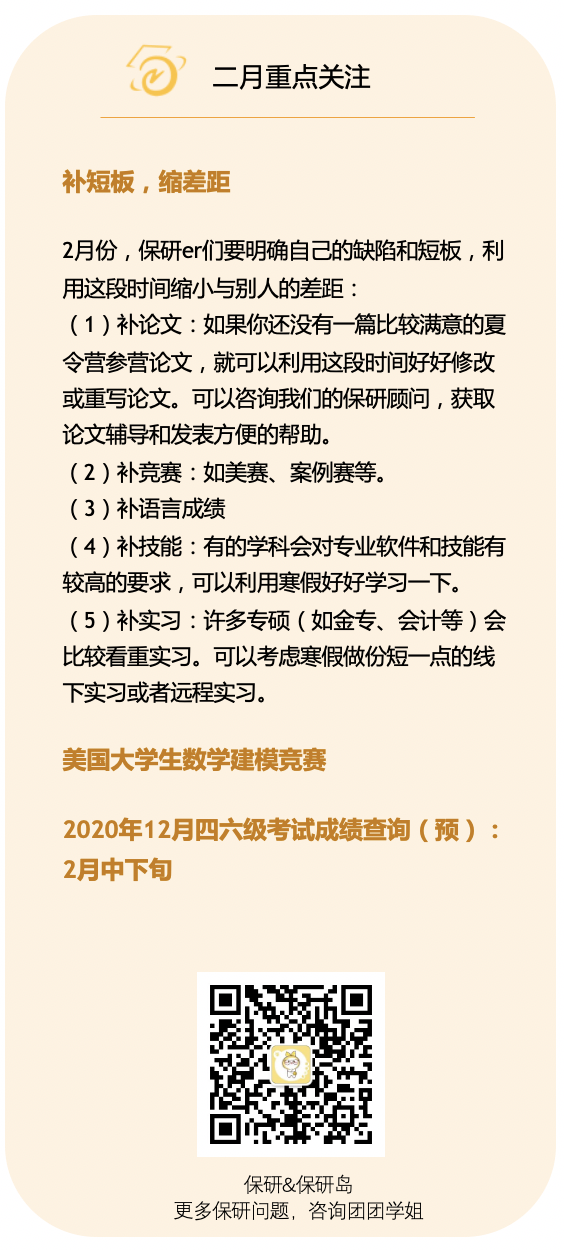 二月重点关注
补短板，缩差距
2月份，保研er们要明确自己的缺陷和短板，利
用这段时间缩小与别人的差距：
（1）补论文：如果你还没有一篇比较满意的夏
令营参营论文，就可以利用这段时间好好修改
或重写论文。可以咨询我们的保研顾问，获取
论文辅导和发表方便的帮助。
（2）补竞赛：如美赛、案例赛等。
（3）补语言成绩
（4）补技能：有的学科会对专业软件和技能有
较高的要求，可以利用寒假好好学习一下。
（5）补实习：许多专硕（如金专、会计等）会
比较看重实习。可以考虑寒假做份短一点的线
下实习或者远程实习。
美国大学生数学建模竞赛
2020年12月四六级考试成绩查询（预）：
2月中下旬
保研&保研岛
更多保研问题，咨询团团学姐